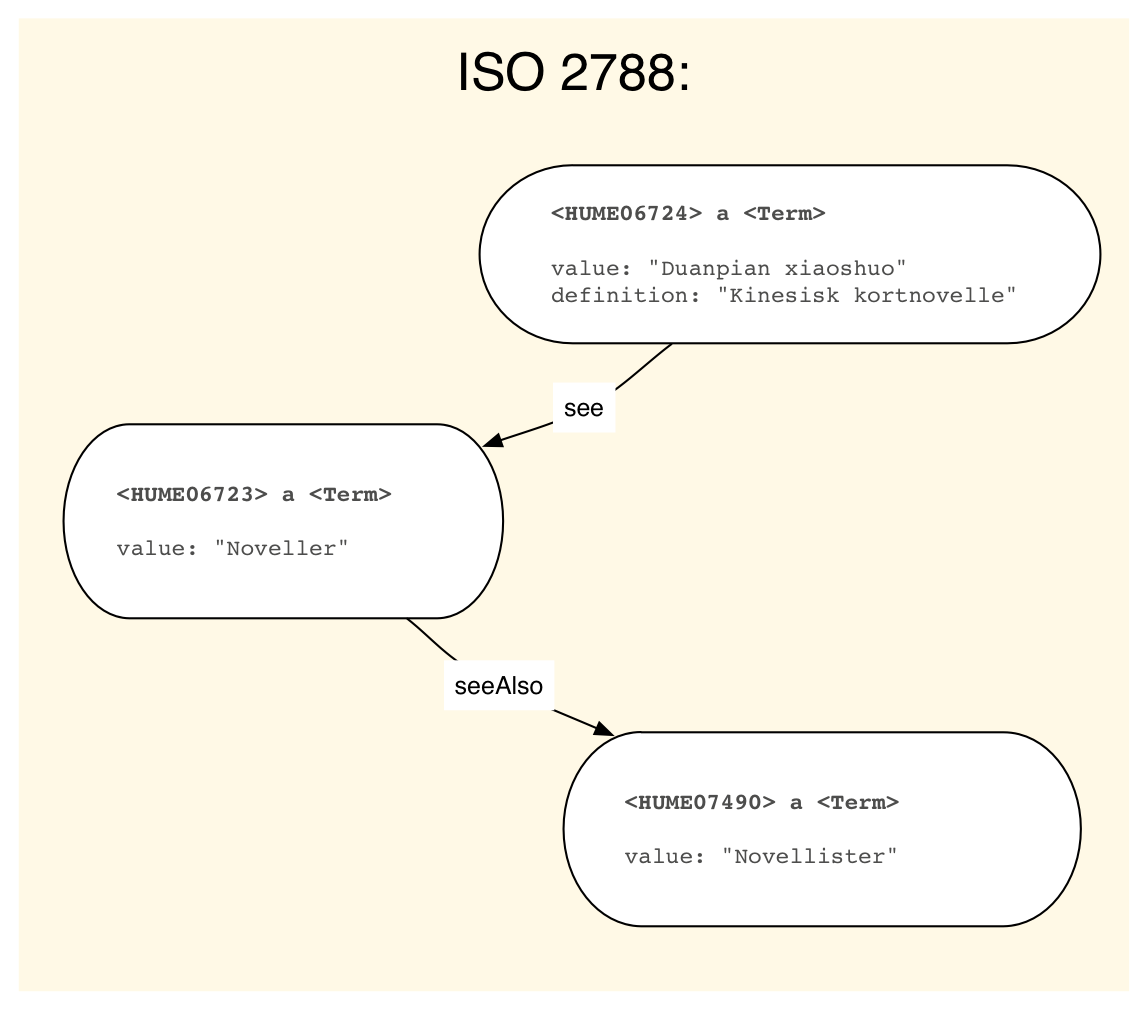 ISO 2788:
<HUME06724> a <Term>
value: "Duanpian xiaoshuo"
definition: "Kinesisk kortnovelle"
see
<HUME06723> a <Term>
value: "Noveller"
seeAlso
<HUME07490> a <Term>
value: "Novellister"